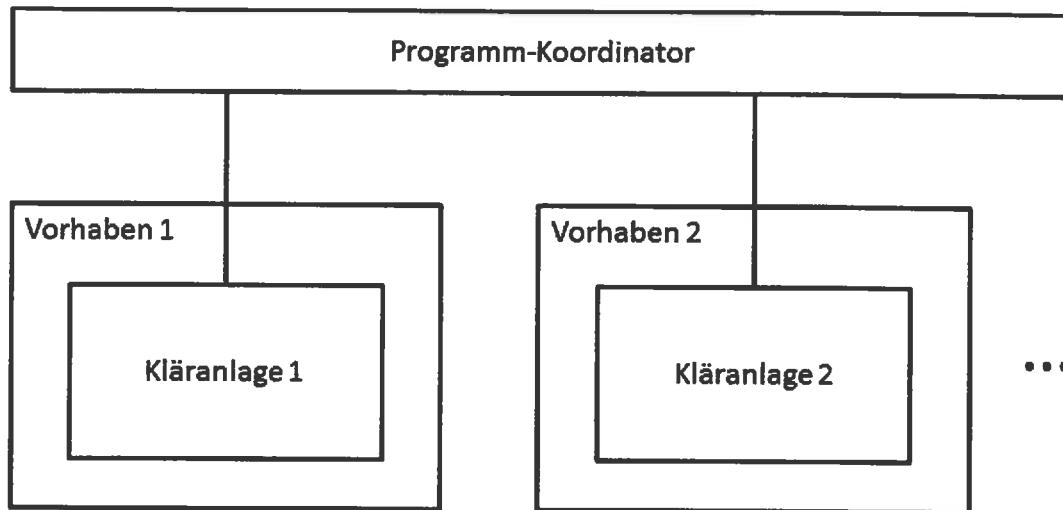 Programm-Koordinator
Vorhaben 1
Vorhaben 2
Kläranlage 1
Kläranlage 2
...